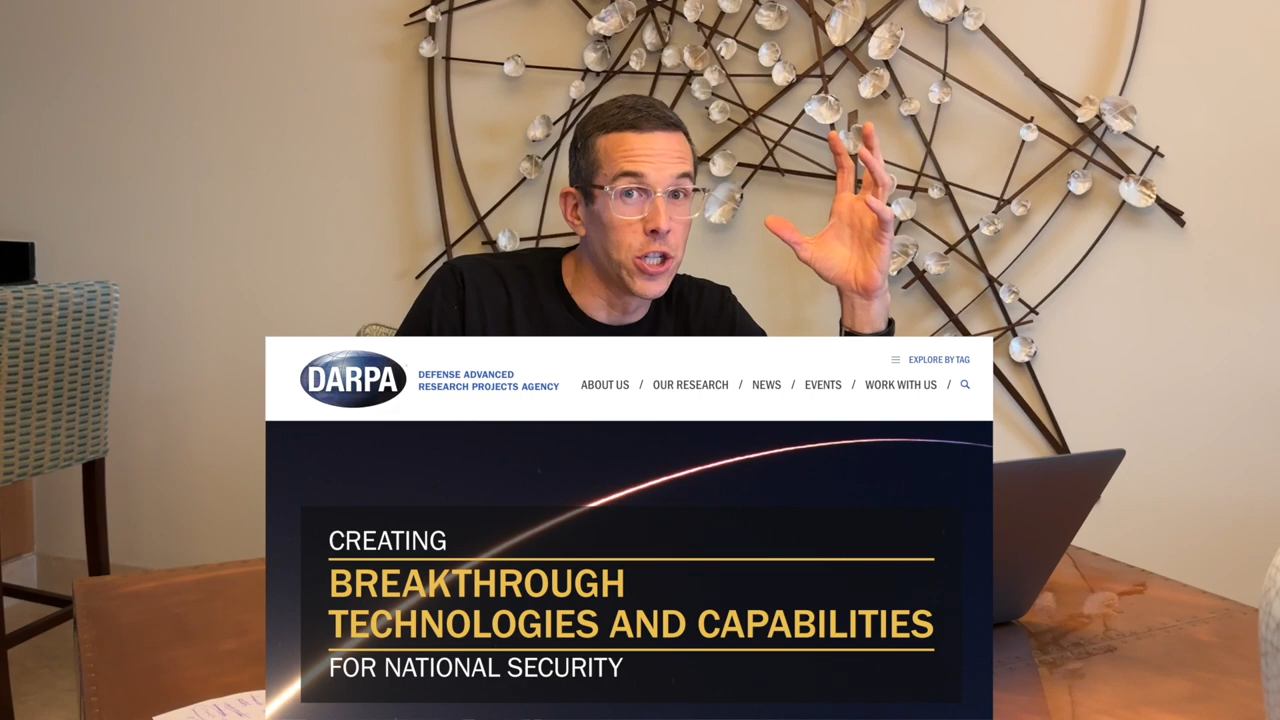 EXPLORE BY TAG
DARPA
DEFENSE ADVANCED
RESEARCH PROJECTS AGENCY
ABOUT US / OUR RESEARCH / NEWS / EVENTS / WORK WITH US /
CREATING
BREAKTHROUGH
TECHNOLOGIES AND CAPABILITIES
FOR NATIONAL SECURITY